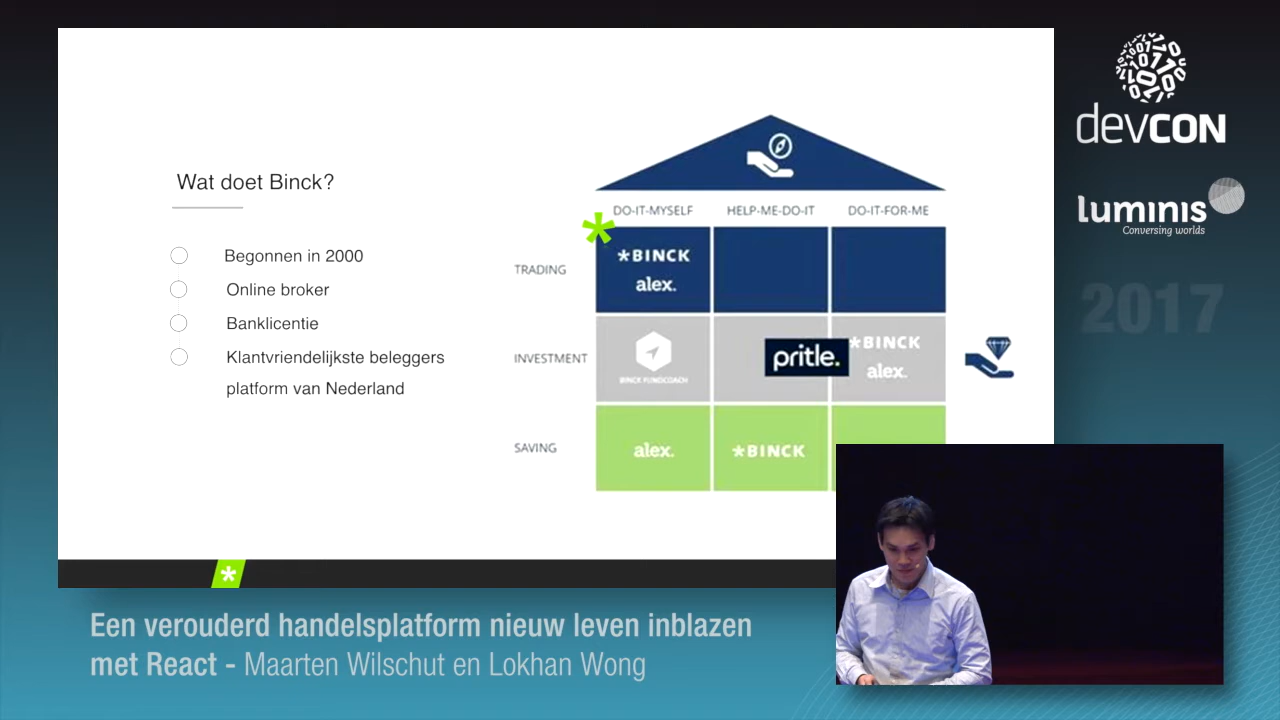 Wat doet Binck?
Begonnen in 2000
Online broker
Banklicentie
Klantvriendelijkste beleggers
platform van Nederland
DO-IT-MYSELF HELP-ME-DO-IT DO-IT-FOR-ME
TRADING
*BINCK
alex.
INVESTMENT
BINCK FUNDCOACH
pritle.
*BINCK
alex.
SAVING
alex.
*BINCK
devCON
luminis
Conversing worlds
2017
Een verouderd handelsplatform nieuw leven inblazen
met React - Maarten Wilschut en Lokhan Wong